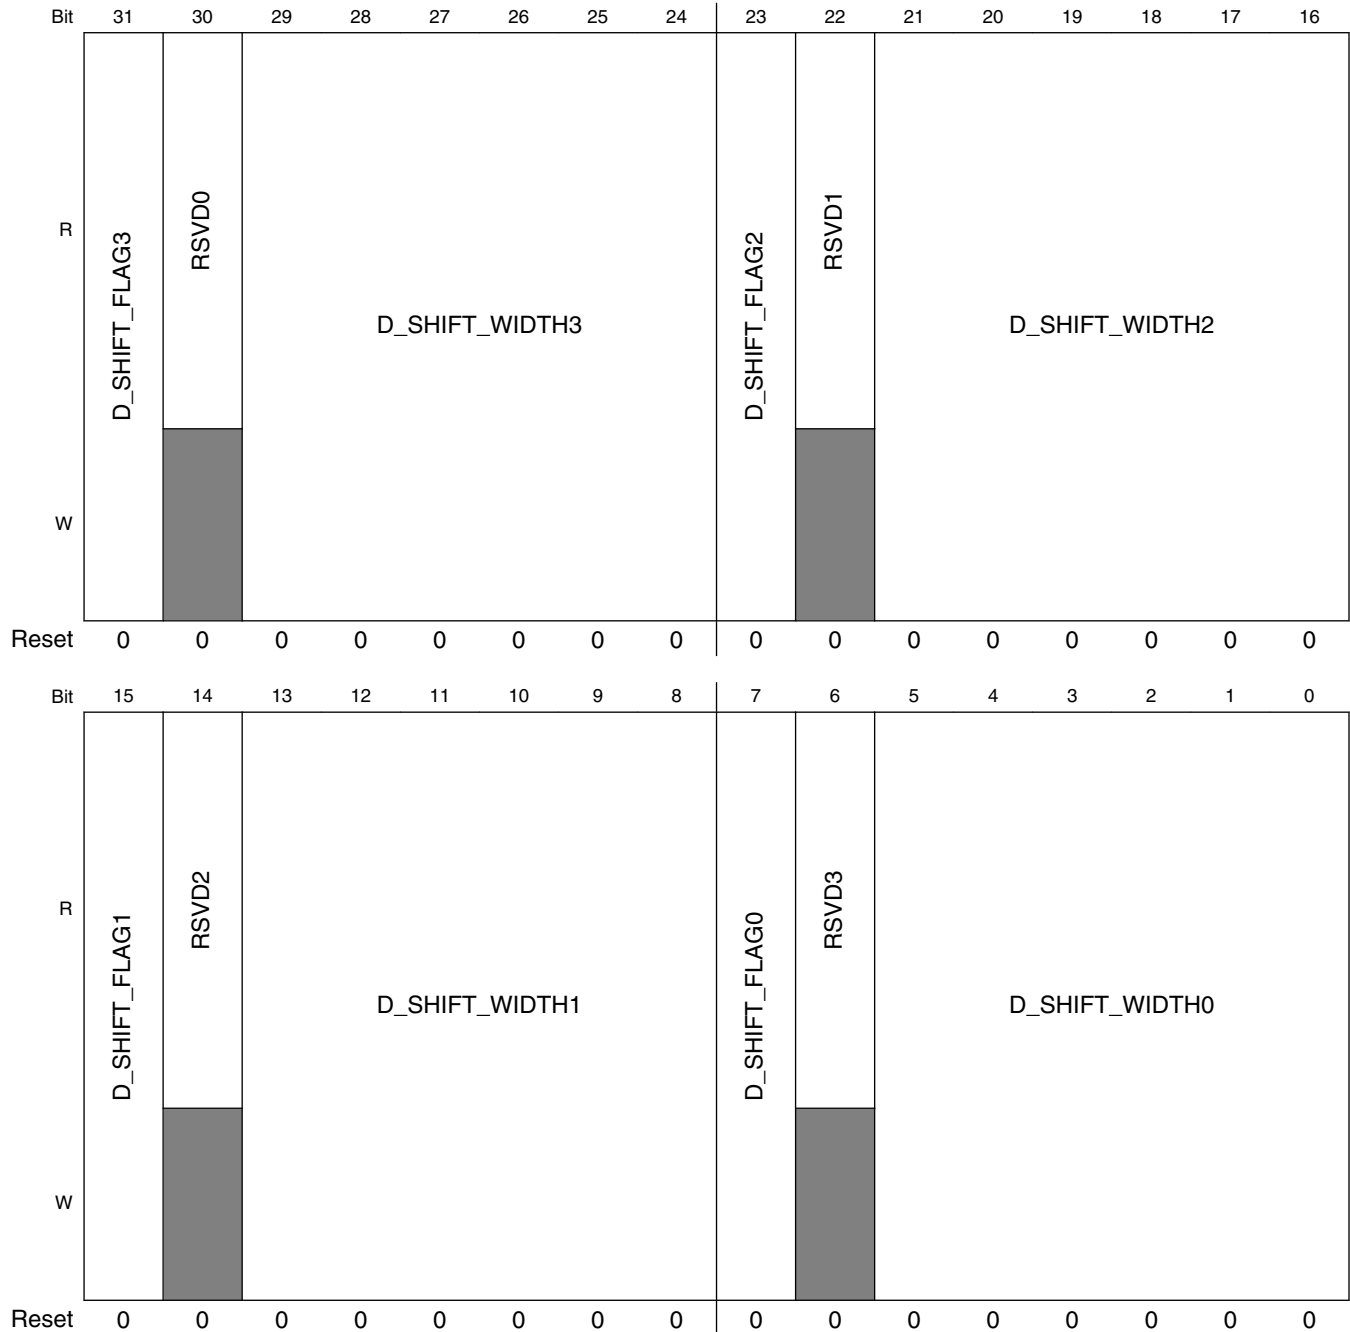 Bit 31 30 29 28 27 26 25 24 23 22 21 20 19 18 17 16
R
W
D_SHIFT_FLAG3
RSVD0
D_SHIFT_WIDTH3
D_SHIFT_FLAG2
RSVD1
D_SHIFT_WIDTH2
Reset 0 0 0 0 0 0 0 0 0 0 0 0 0 0 0 0
Bit 15 14 13 12 11 10 9 8 7 6 5 4 3 2 1 0
R
W
D_SHIFT_FLAG1
RSVD2
D_SHIFT_WIDTH1
D_SHIFT_FLAG0
RSVD3
D_SHIFT_WIDTH0
Reset 0 0 0 0 0 0 0 0 0 0 0 0 0 0 0 0